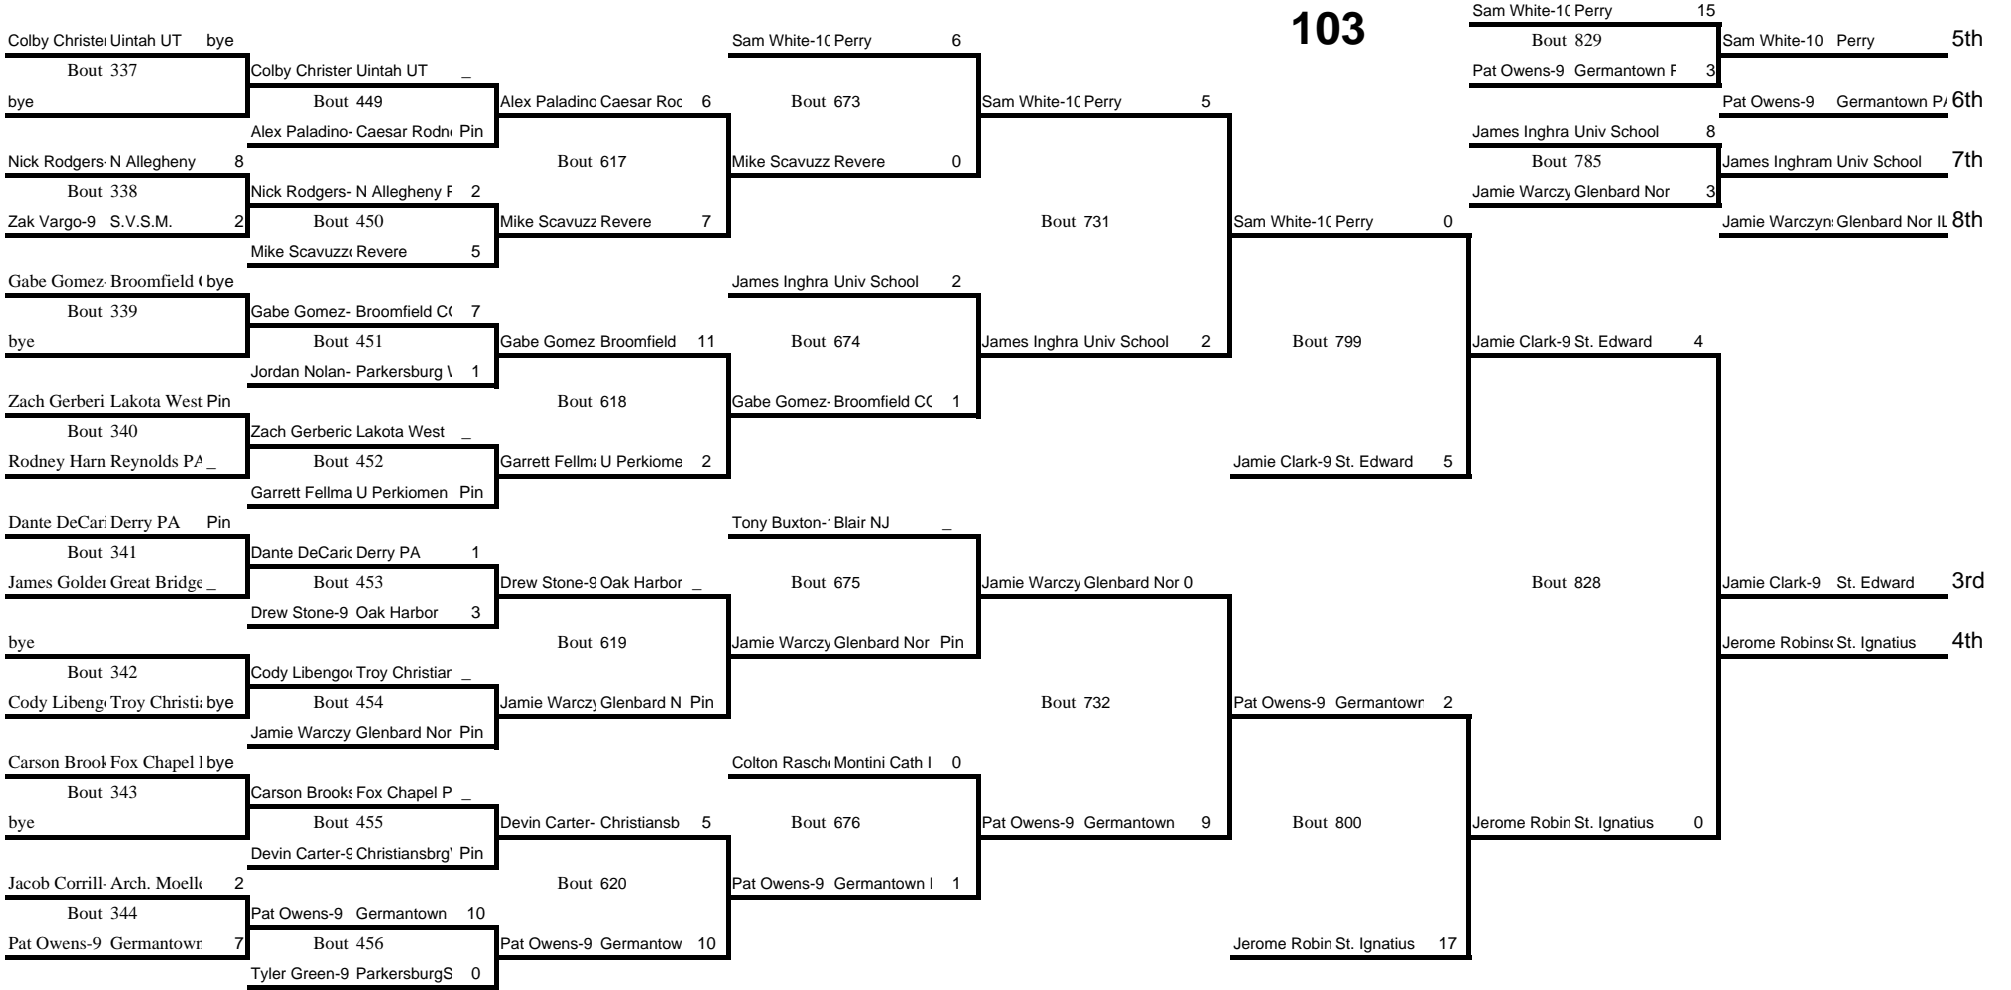 103
Colby Christe Uintah UT bye
Bout 337
bye
Nick Rodgers- N Allegheny 8
Bout 338
Zak Vargo-9 S.V.S.M. 2
Gabe Gomez- Broomfield ( bye
Bout 339
bye
Zach Gerberi Lakota West Pin
Bout 340
Rodney Harn Reynolds PA _
Dante DeCari Derry PA Pin
Bout 341
James Golder Great Bridge _
bye
Bout 342
Cody Libeng Troy Christi bye
Carson Brook Fox Chapel bye
Bout 343
bye
Jacob Corrill- Arch. Moelle 2
Bout 344
Pat Owens-9 Germantown 7
Colby Christer Uintah UT _
Bout 449
Alex Paladino- Caesar Rodn Pin
Nick Rodgers- N Allegheny P 2
Bout 450
Mike Scavuzz Revere 5
Gabe Gomez- Broomfield CO 7
Bout 451
Jordan Nolan- Parkersburg 1
Zach Gerberic Lakota West _
Bout 452
Garrett Fellma U Perkiomen Pin
Dante DeCaric Derry PA 1
Bout 453
Drew Stone-9 Oak Harbor 3
Cody Libengo Troy Christiar _
Bout 454
Jamie Warczy Glenbard Nor Pin
Carson Brooks Fox Chapel P _
Bout 455
Devin Carter-9 Christiansbrg Pin
Pat Owens-9 Germantown 10
Bout 456
Tyler Green-9 ParkersburgS 0
Alex Paladino Caesar Roc 6
Bout 617
Mike Scavuzz Revere 7
Gabe Gomez Broomfield 11
Bout 618
Garrett Fellma U Perkiome 2
Drew Stone-9 Oak Harbor _
Bout 619
Jamie Warczy Glenbard N Pin
Devin Carter- Christiansb 5
Bout 620
Pat Owens-9 Germantow 10
Sam White-10 Perry 6
Bout 673
Mike Scavuzz Revere 0
James Inghra Univ School 2
Bout 674
Gabe Gomez- Broomfield CO 1
Tony Buxton- Blair NJ _
Bout 675
Jamie Warczy Glenbard Nor Pin
Colton Rasch Montini Cath I 0
Bout 676
Pat Owens-9 Germantown 1
Sam White-10 Perry 5
Bout 731
James Inghra Univ School 2
Jamie Warczy Glenbard Nor 0
Bout 732
Pat Owens-9 Germantown 9
Sam White-10 Perry 0
Bout 799
Jamie Clark-9 St. Edward 5
Pat Owens-9 Germantown 2
Bout 800
Jerome Robin St. Ignatius 17
Sam White-10 Perry 15
Bout 829
Pat Owens-9 Germantown P 3
James Inghra Univ School 8
Bout 785
Jamie Warczy Glenbard Nor 3
Jamie Clark-9 St. Edward 4
Bout 828
Jerome Robin St. Ignatius 0
Sam White-10 Perry 5th
Pat Owens-9 Germantown PA 6th
James Inghram Univ School 7th
Jamie Warczyn Glenbard Nor IL 8th
Jamie Clark-9 St. Edward 3rd
Jerome Robinso St. Ignatius 4th